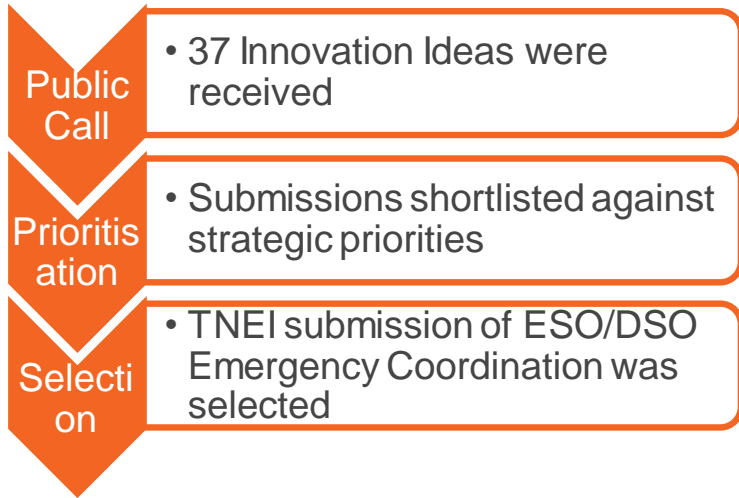 Public
Call
• 37 Innovation Ideas were
received
Prioritis
ation
• Submissions shortlisted against
strategic priorities
Selecti
on
• TNEI submission of ESO/DSO
Emergency Coordination was
selected